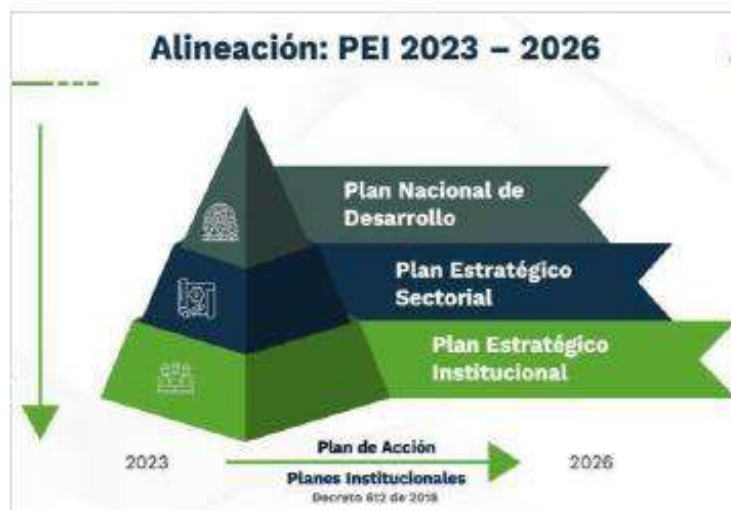 Alineación: PEI 2023 – 2026
Plan Nacional de
Desarrollo
Plan Estratégico
Sectorial
Plan Estratégico
Institucional
2023
Plan de Acción
2026
Planes Institucionales
Decreto 612 de 2018